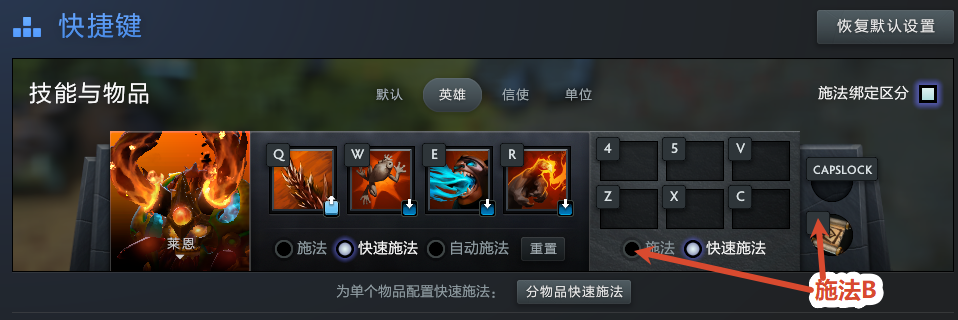 快捷键
恢复默认设置
技能与物品
默认 英雄 信使 单位
施法绑定区分
Q W E R
4 5 V
CAPSLOCK
Z X C
莱恩
施法 快速施法 自动施法 重置
施法 快速施法
为单个物品配置快速施法: 分物品快速施法
施法B